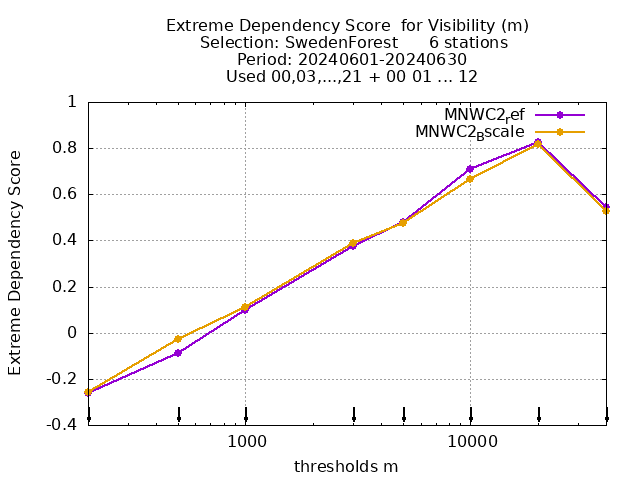 Extreme Dependency Score  for Visibility (m)
Selection: SwedenForest      6 stations
Period: 20240601-20240630
Used 00,03,...,21 + 00 01 ... 12
MNWC2ref
MNWC2Bscale
1
0.8
0.6
0.4
0.2
0
-0.2
-0.4
Extreme Dependency Score
1000 10000
thresholds m